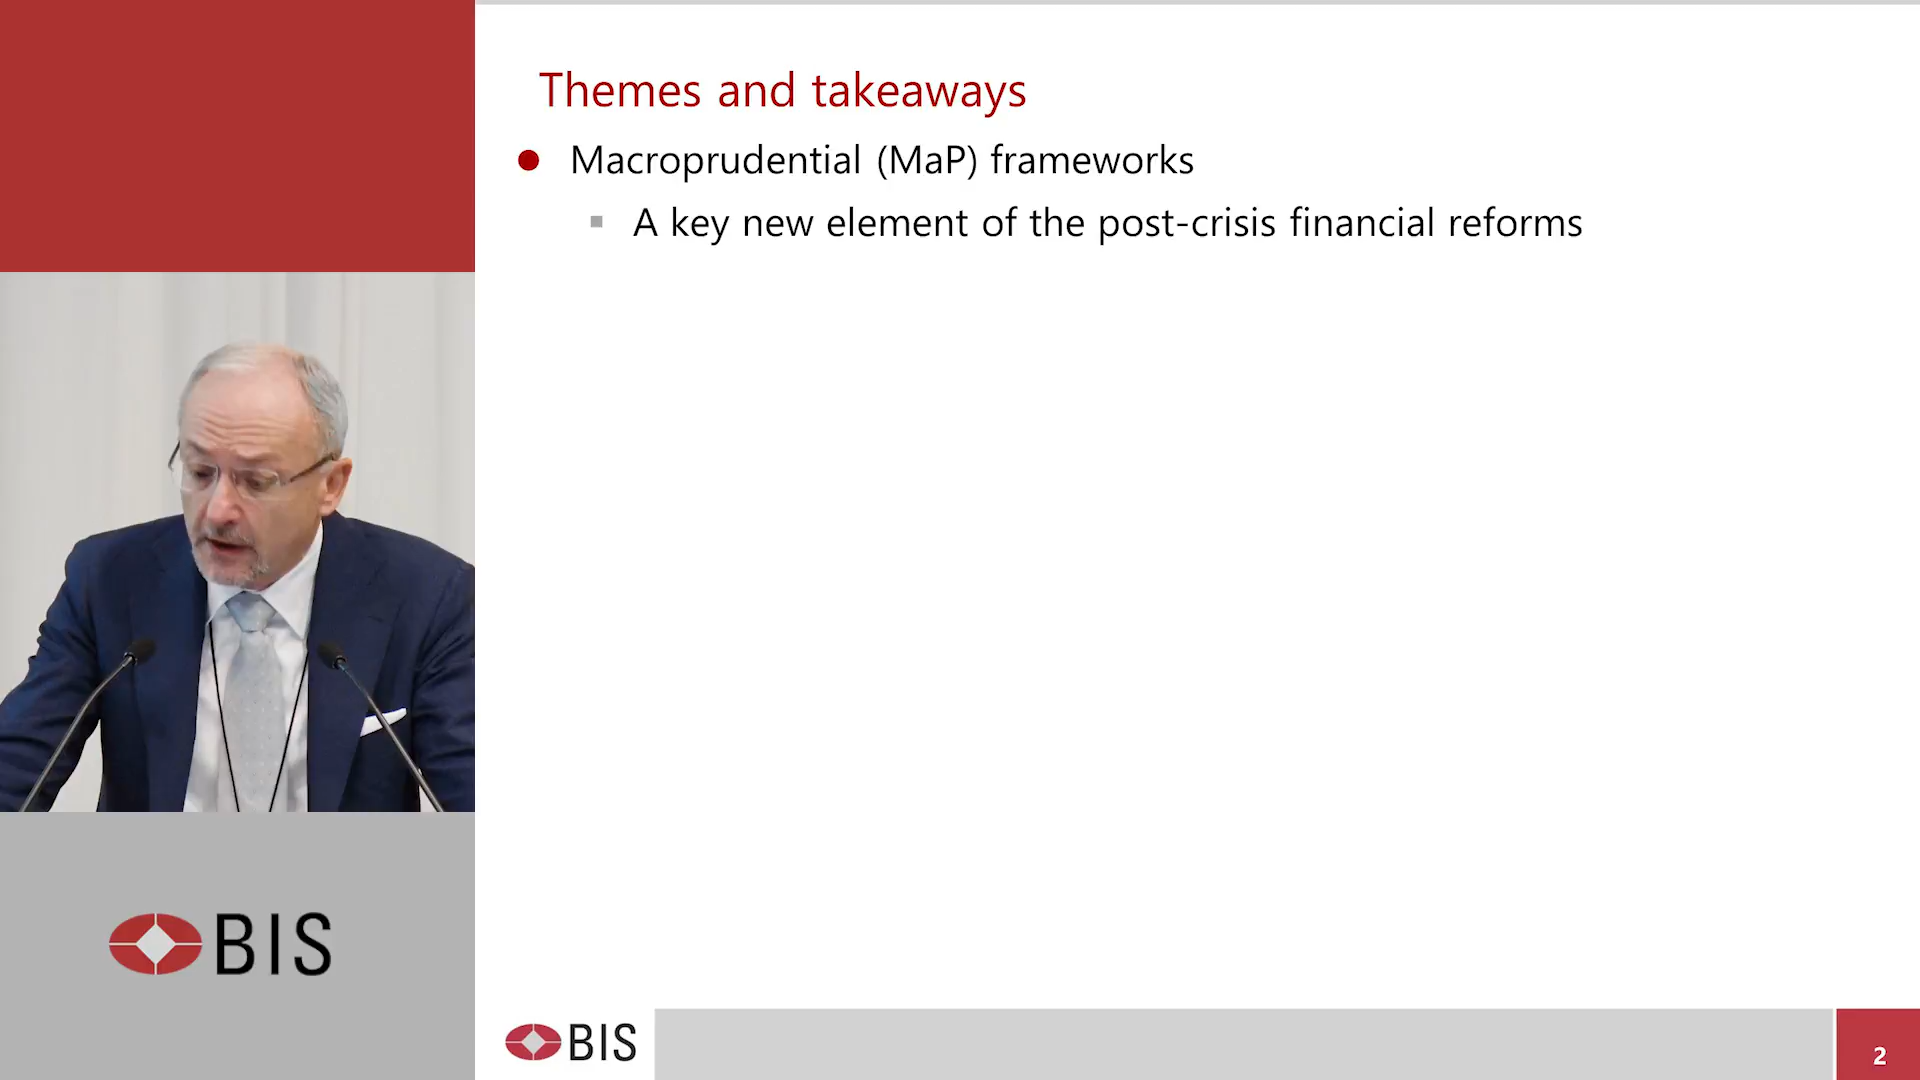 Themes and takeaways
Macroprudential (MaP) frameworks
A key new element of the post-crisis financial reforms
BIS
BIS
2